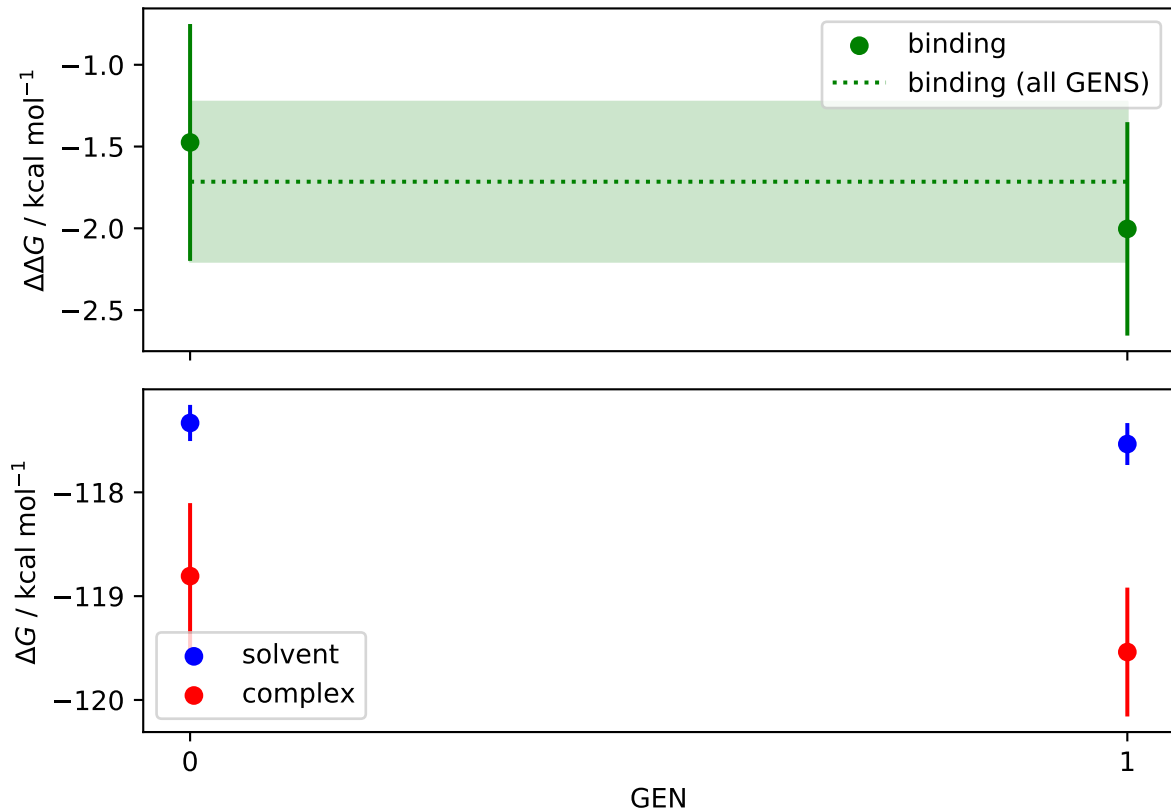 binding
binding (all GENS)
−1.0
−1.5
−2.0
−2.5
ΔΔG / kcal mol⁻¹
−118
−119
−120
ΔG / kcal mol⁻¹
solvent
complex
0
1
GEN